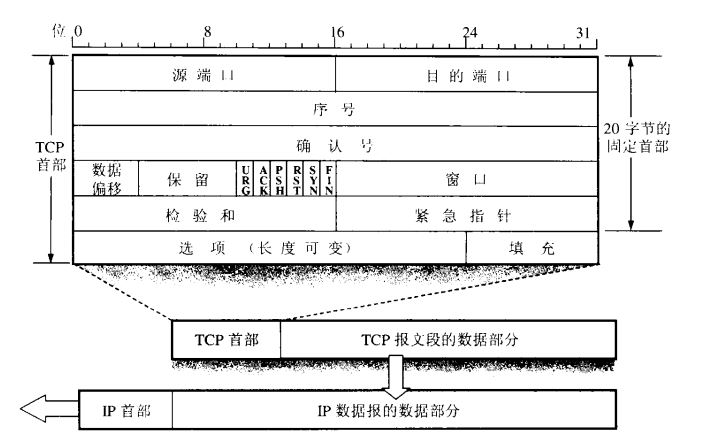 位 0 8 16 24 31
源端口 目的端口
序号
确认号
TCP
首部
20 字节的
固定首部
数据
偏移
保留
URG
ACK
PSH
RST
SYN
FIN
窗口
检验和 紧急指针
选项（长度可变） 填充
TCP 首部 TCP 报文段的数据部分
IP 首部 IP 数据报的数据部分